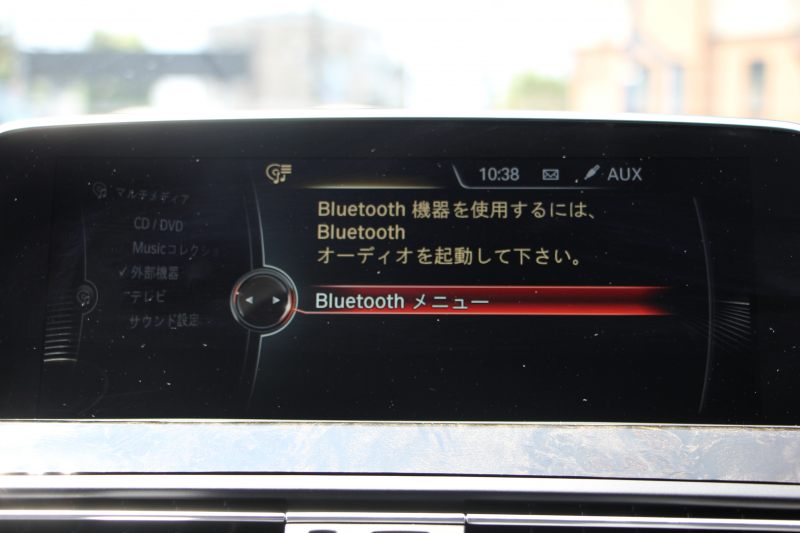 10:38 AUX
マルチメディア
CD / DVD
Musicコレクショ
✓外部機器
テレビ
サウンド設定
Bluetooth 機器を使用するには、
Bluetooth
オーディオを起動して下さい。
Bluetooth メニュー